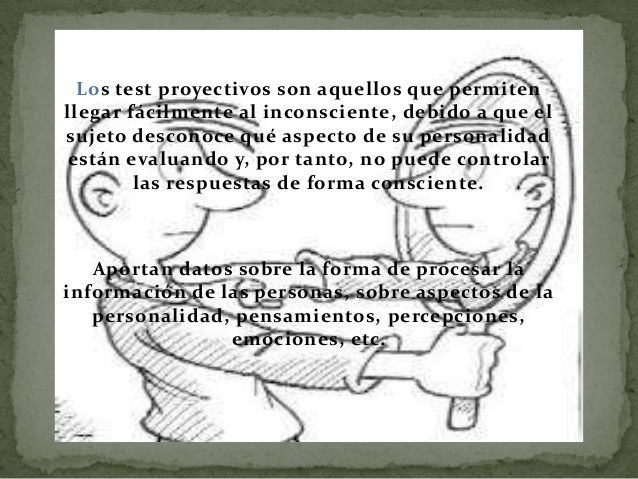 Los test proyectivos son aquellos que permiten
llegar fácilmente al inconsciente, debido a que el
sujeto desconoce qué aspecto de su personalidad
están evaluando y, por tanto, no puede controlar
las respuestas de forma consciente.
Aportan datos sobre la forma de procesar la
información de las personas, sobre aspectos de la
personalidad, pensamientos, percepciones,
emociones, etc.